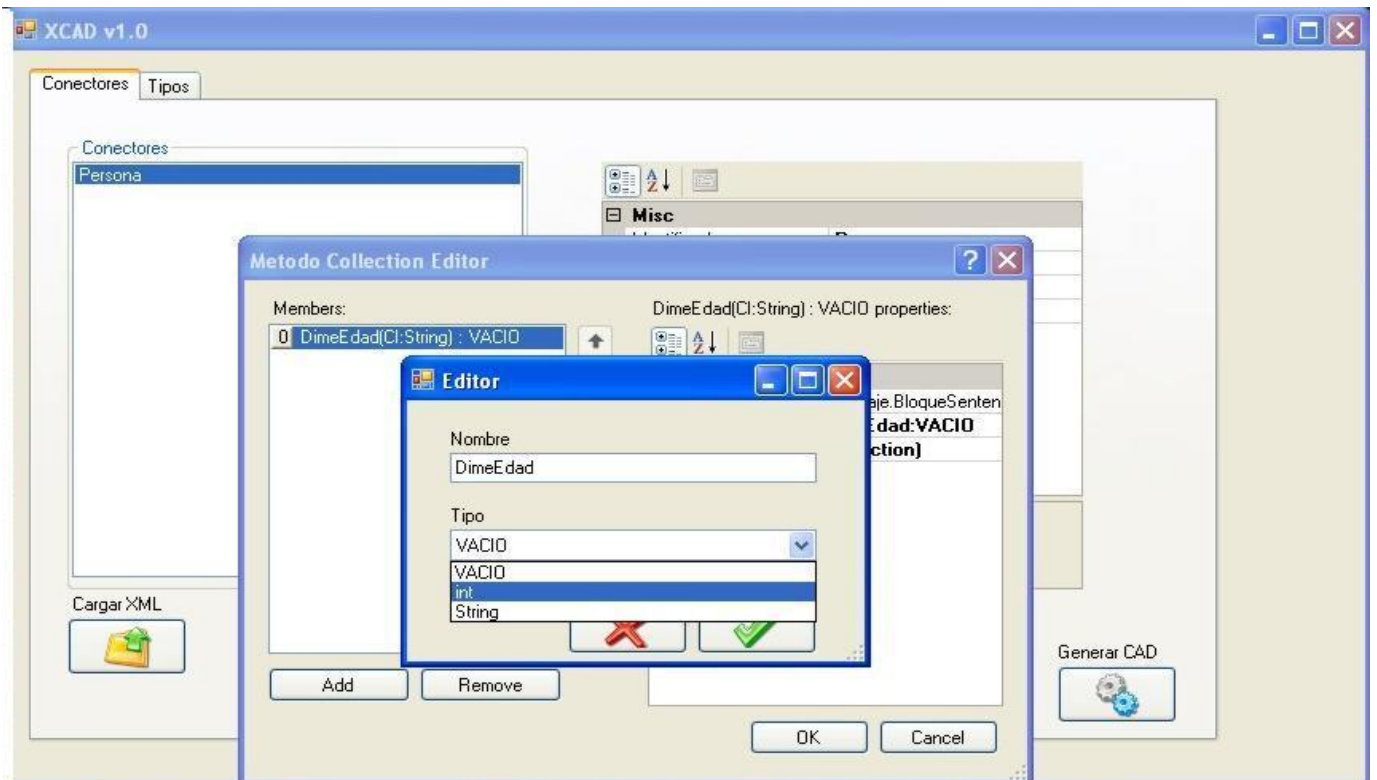 XCAD v1.0
Conectores Tipos
Conectores
Persona
Misc
Metodo Collection Editor
Members:
DimeEdad(CI:String) : VACIO properties:
0 DimeEdad(CI:String) : VACIO
Editor
aje.BloqueSenten
Edad:VACIO
ction)
Nombre
DimeEdad
Tipo
VACIO
VACIO
int
String
Cargar XML
Generar CAD
Add Remove
OK Cancel